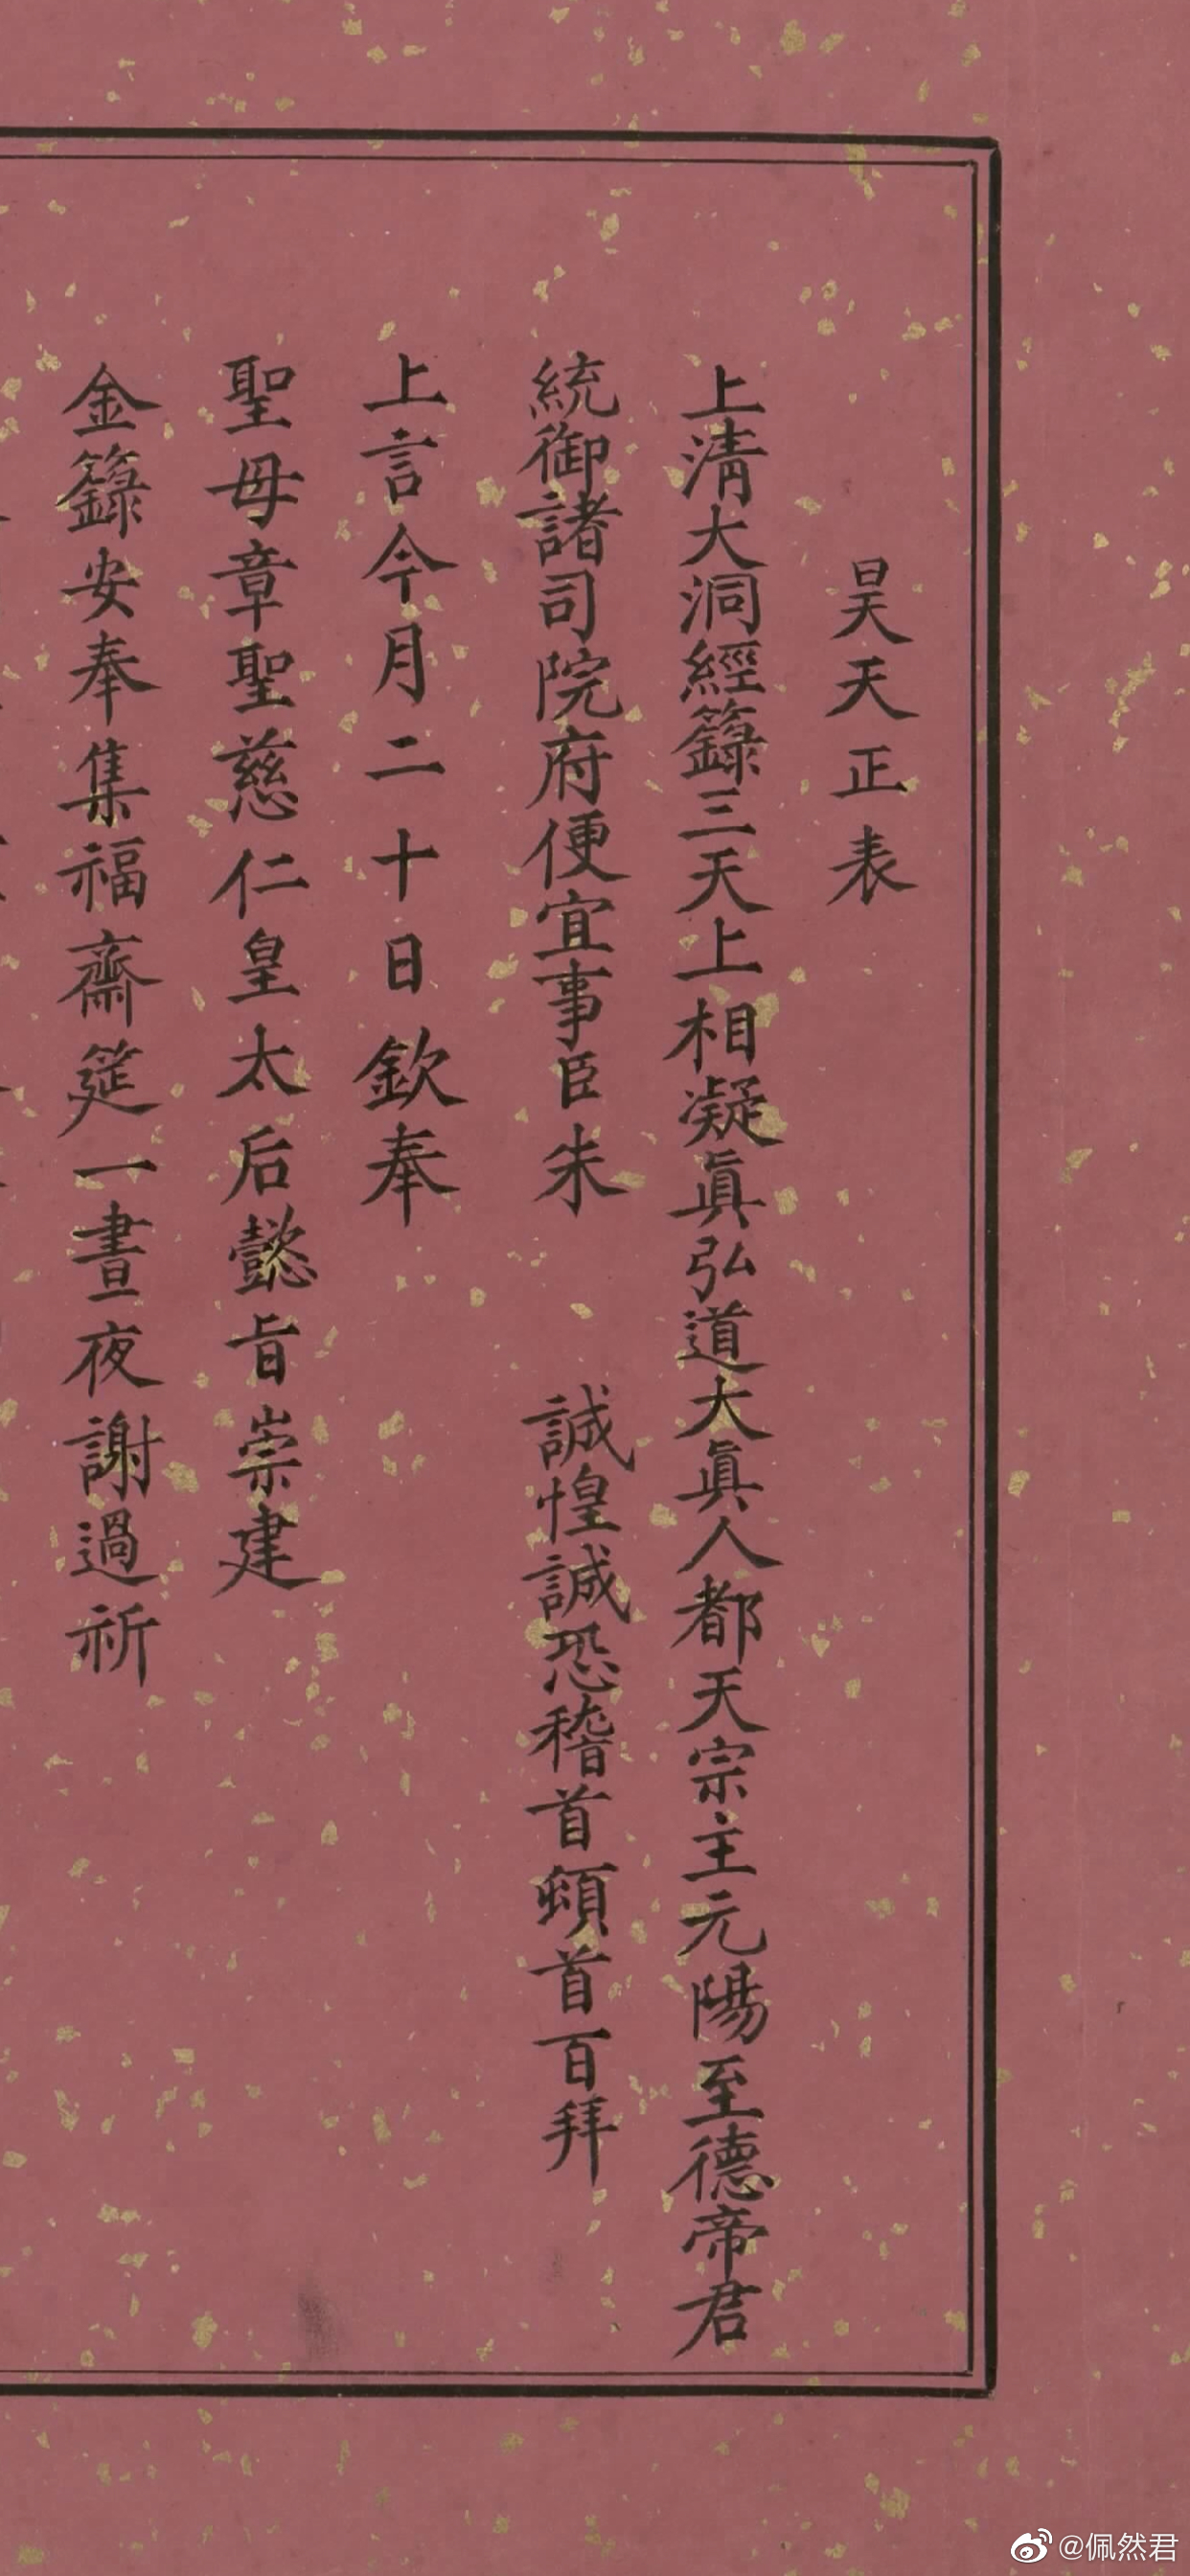 昊天正表
上清大洞經籙三天上相凝眞弘道大眞人都天宗主元陽至德帝君
統御諸司院府便宜事臣朱 誠惶誠恐稽首頓首百拜
上言今月二十日欽奉
聖母章聖慈仁皇太后懿旨崇建
金籙安奉集福齋筵一晝夜謝過祈
@佩然君